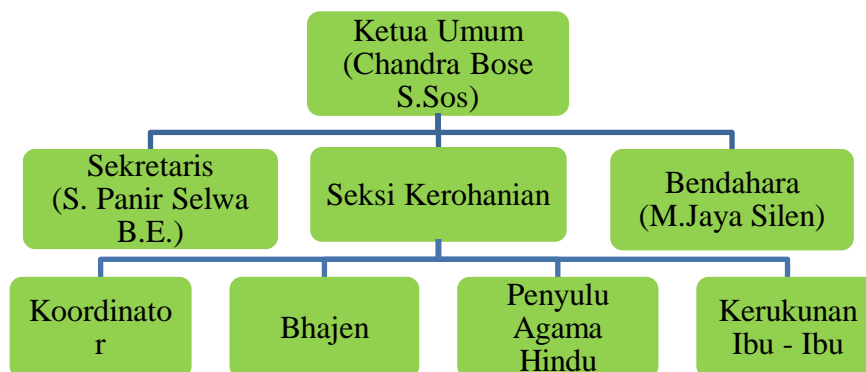 Ketua Umum
(Chandra Bose
S.Sos)
Sekretaris
(S. Panir Selwa
B.E.)
Seksi Kerohanian
Bendahara
(M.Jaya Silen)
Koordinato
r
Bhajen
Penyulu
Agama
Hindu
Kerukunan
Ibu - Ibu